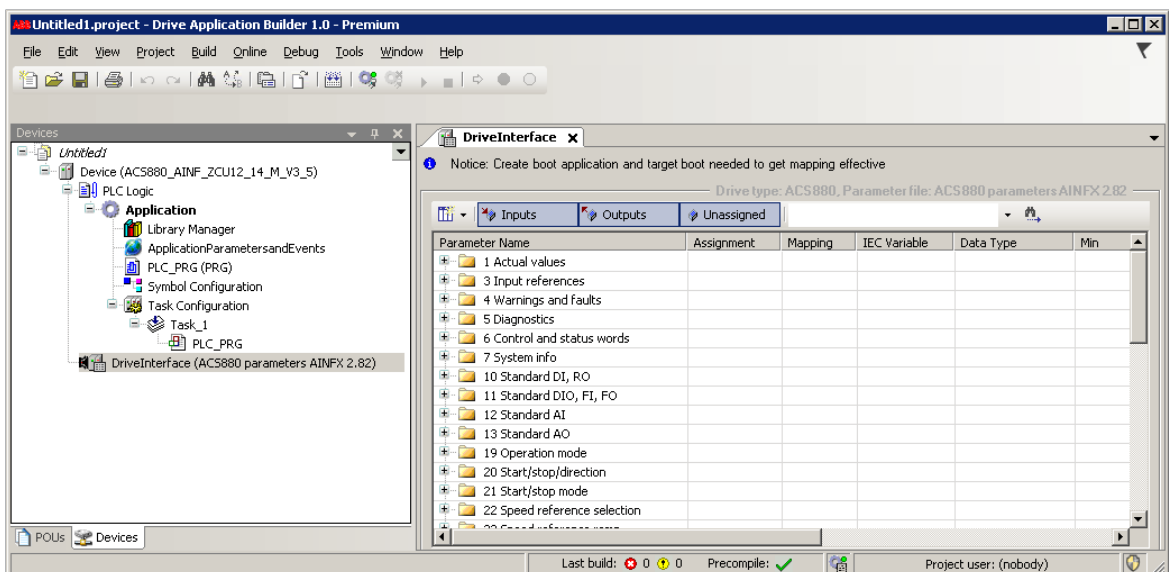 ABB Untitled1.project - Drive Application Builder 1.0 - Premium
File Edit View Project Build Online Debug Tools Window Help
Devices
Untitled1
Device (ACS880_AINF_ZCU12_14_M_V3_5)
PLC Logic
Application
Library Manager
ApplicationParametersandEvents
PLC_PRG (PRG)
Symbol Configuration
Task Configuration
Task_1
PLC_PRG
DriveInterface (ACS880 parameters AINFX 2.82)
POUs Devices
DriveInterface
Notice: Create boot application and target boot needed to get mapping effective
Drive type: ACS880, Parameter file: ACS880 parameters AINFX 2.82
Inputs Outputs Unassigned
Parameter Name Assignment Mapping IEC Variable Data Type Min
1 Actual values
3 Input references
4 Warnings and faults
5 Diagnostics
6 Control and status words
7 System info
10 Standard DI, RO
11 Standard DIO, FI, FO
12 Standard AI
13 Standard AO
19 Operation mode
20 Start/stop/direction
21 Start/stop mode
22 Speed reference selection
Last build: 0 0 Precompile: Project user: (nobody)